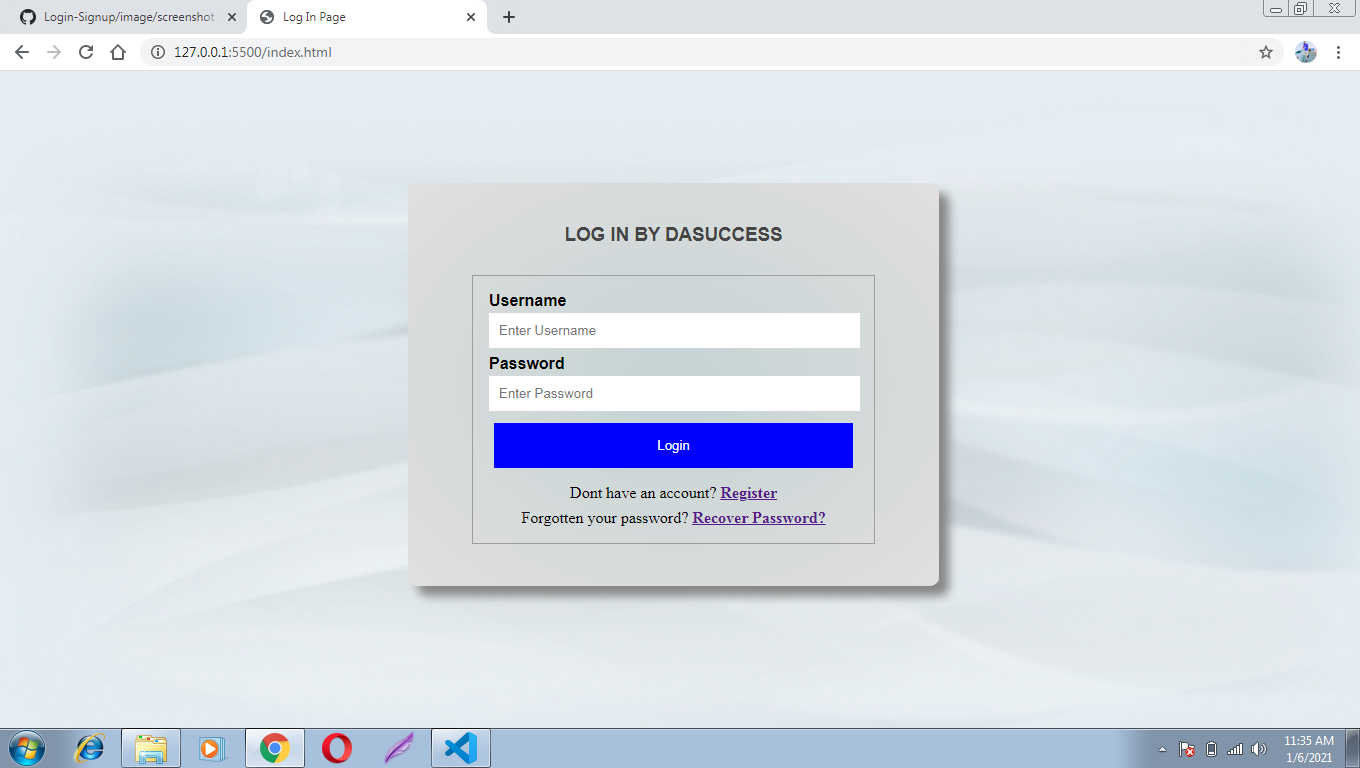 Login-Signup/image/screenshot
Log In Page
127.0.0.1:5500/index.html
LOG IN BY DASUCCESS
Username
Enter Username
Password
Enter Password
Login
Dont have an account? Register
Forgotten your password? Recover Password?
11:35 AM
1/6/2021